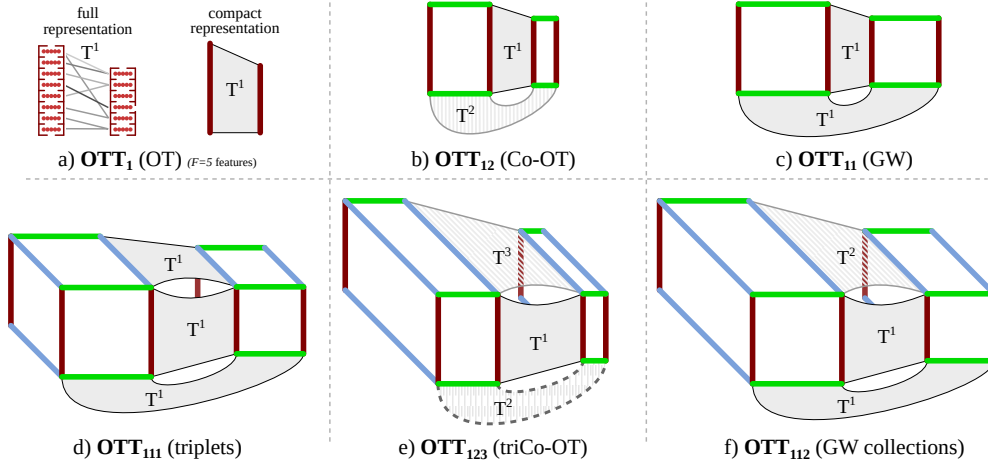 full
representation
T¹
compact
representation
T¹
a) OTT₁ (OT) (F=5 features)
T¹
T²
b) OTT₁₂ (Co-OT)
T¹
T¹
c) OTT₁₁ (GW)
T¹
T¹
T¹
d) OTT₁₁₁ (triplets)
T³
T¹
T²
e) OTT₁₂₃ (triCo-OT)
T²
T¹
T¹
f) OTT₁₁₂ (GW collections)